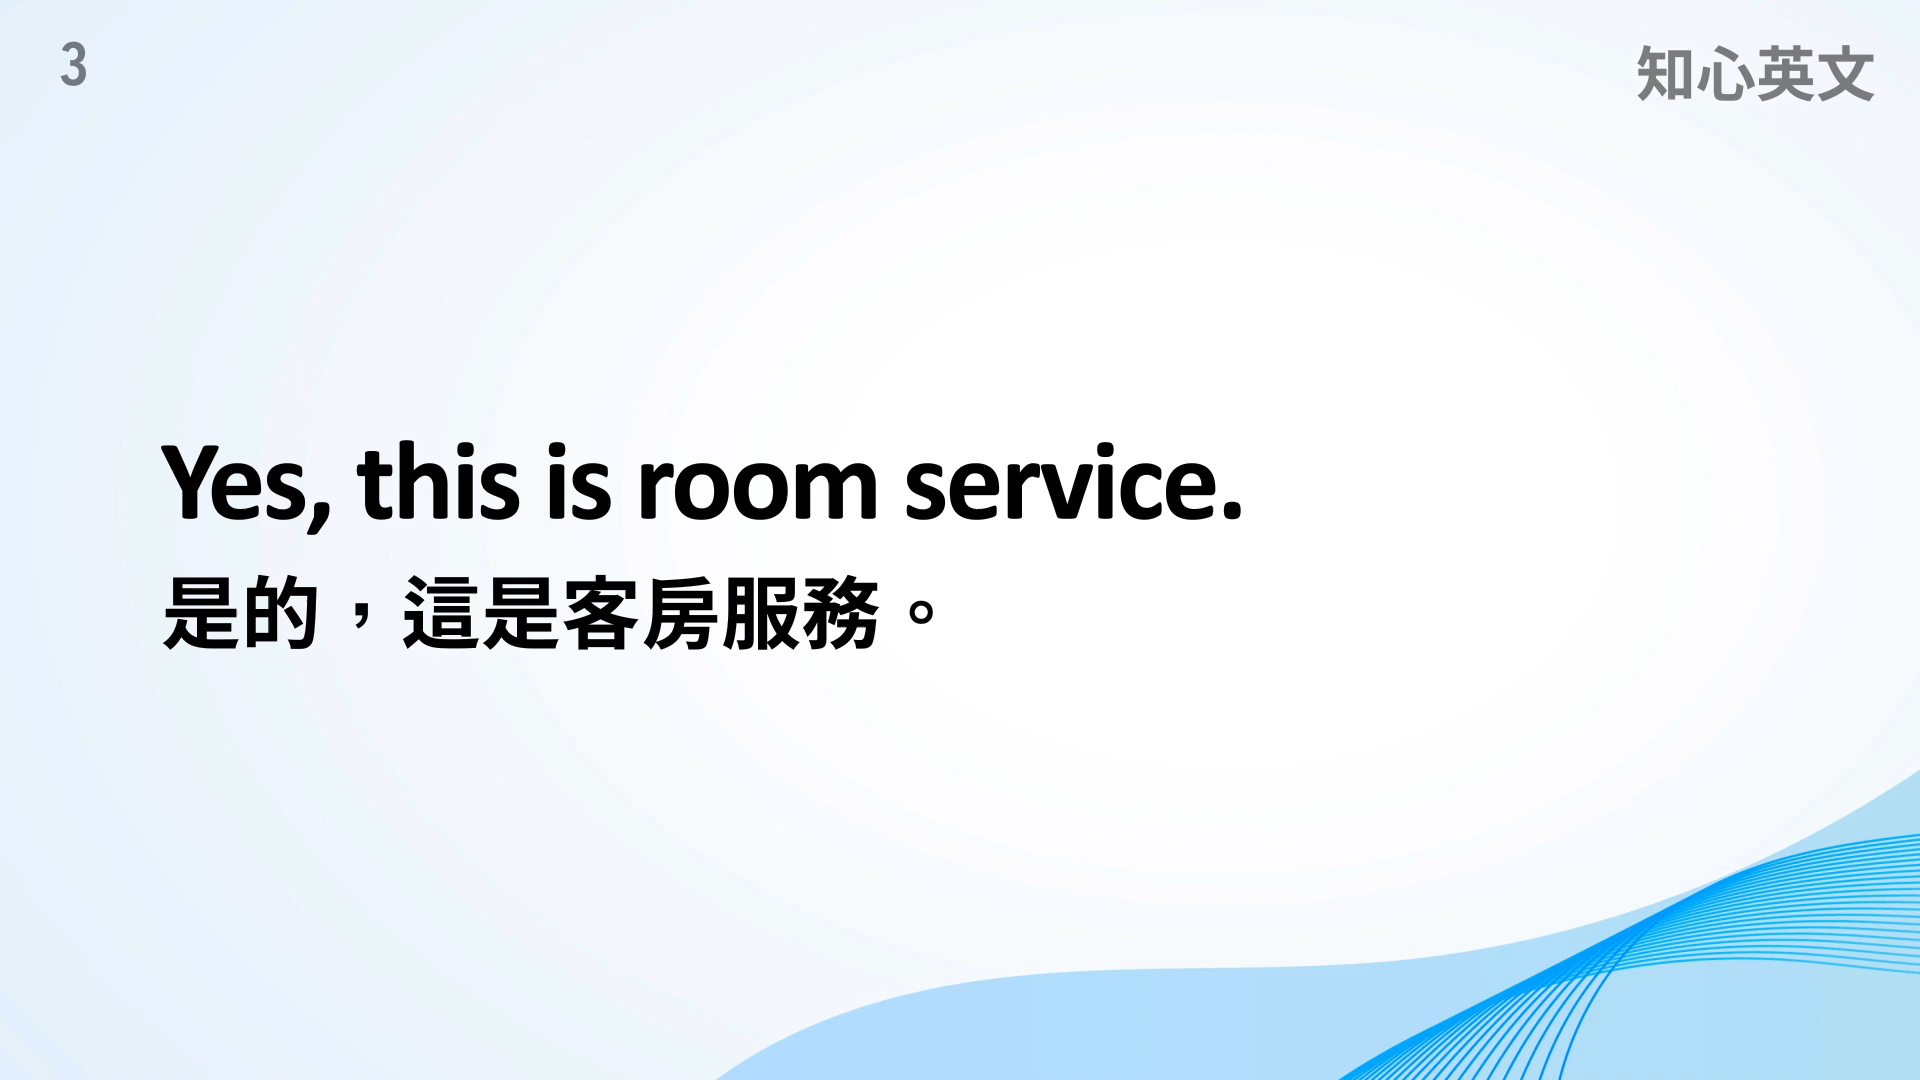 3
知心英文
Yes, this is room service.
是的，這是客房服務。